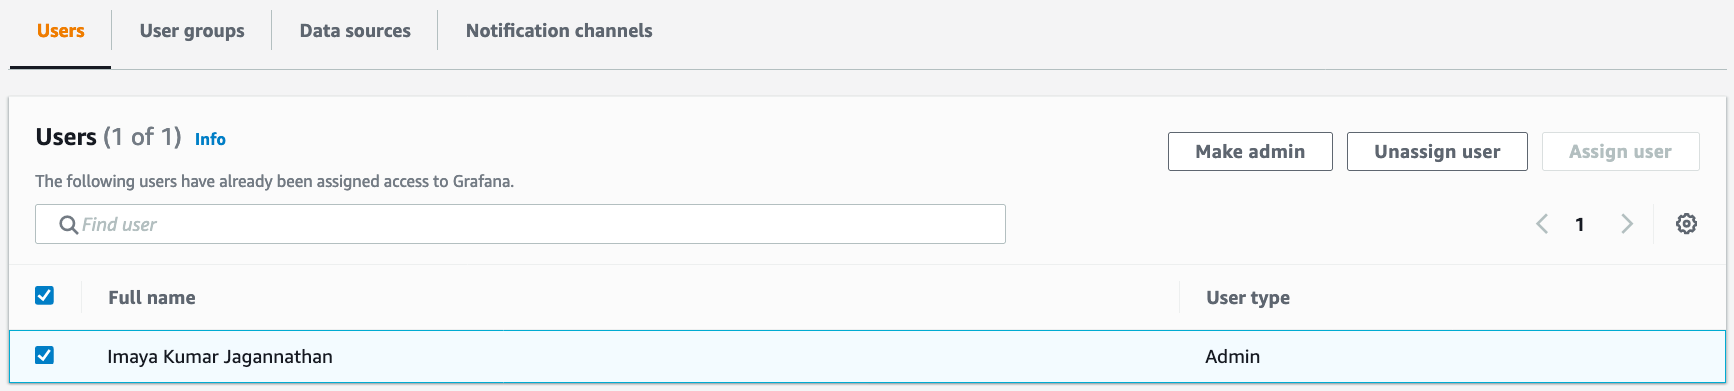 Users User groups Data sources Notification channels
Users (1 of 1) Info
Make admin Unassign user Assign user
The following users have already been assigned access to Grafana.
Find user
1
Full name User type
Imaya Kumar Jagannathan Admin